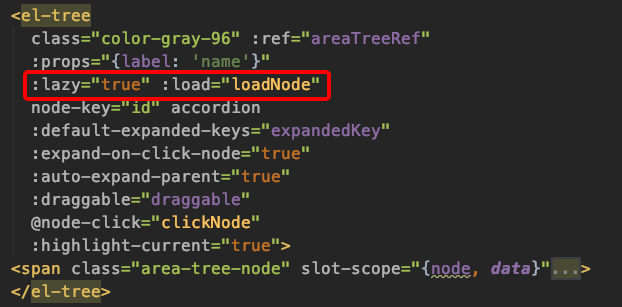 <el-tree
class="color-gray-96" :ref="areaTreeRef"
:props="{label: 'name'}"
:lazy="true" :load="loadNode"
node-key="id" accordion
:default-expanded-keys="expandedKey"
:expand-on-click-node="true"
:auto-expand-parent="true"
:draggable="draggable"
@node-click="clickNode"
:highlight-current="true">
<span class="area-tree-node" slot-scope="{node, data}"...>
</el-tree>